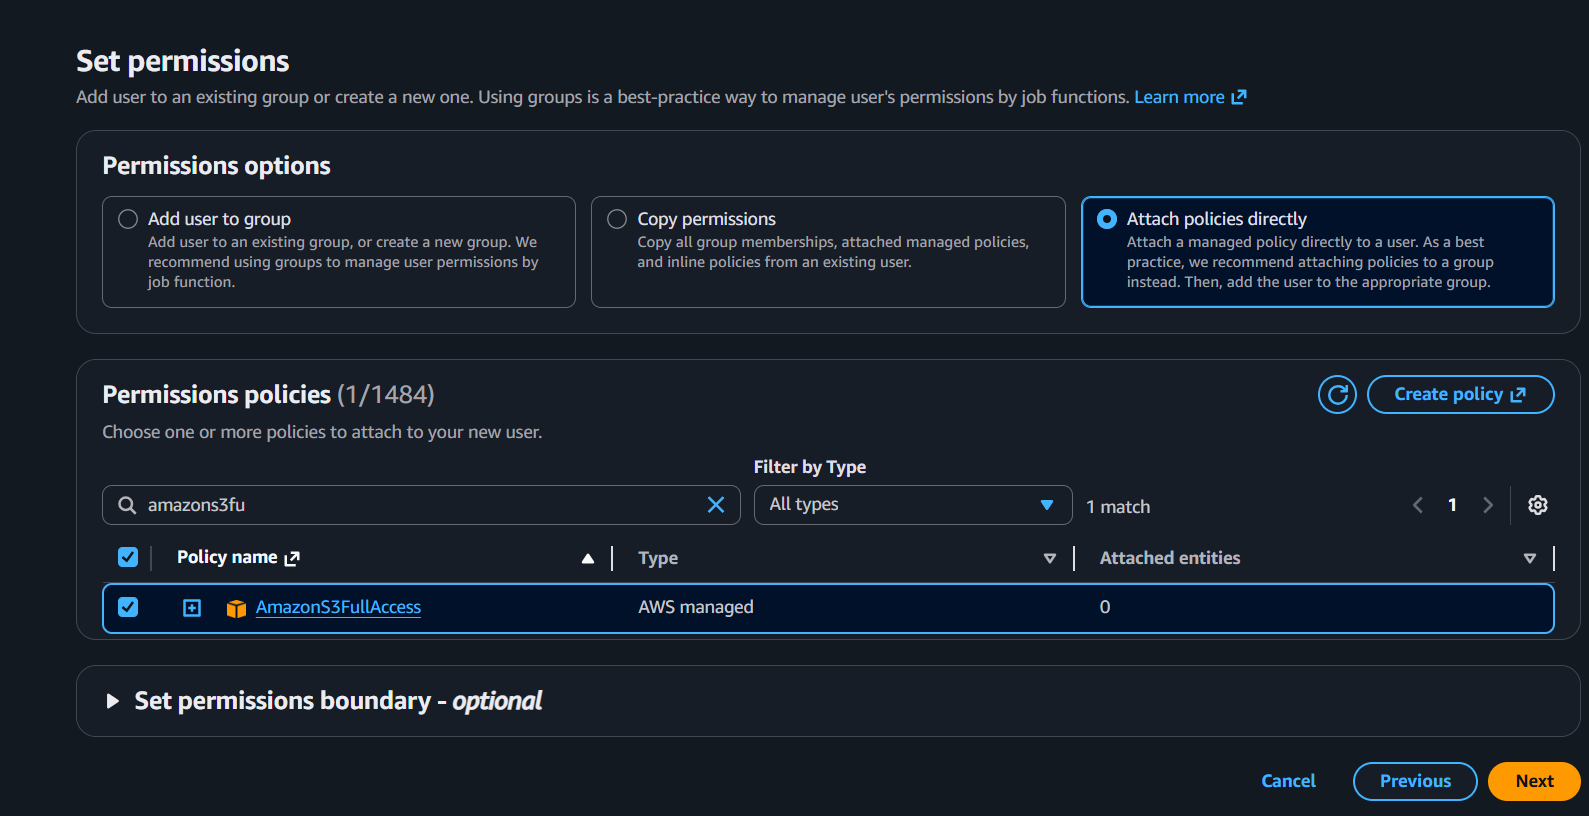 Set permissions
Add user to an existing group or create a new one. Using groups is a best-practice way to manage user's permissions by job functions. Learn more
Permissions options
Add user to group
Add user to an existing group, or create a new group. We
recommend using groups to manage user permissions by
job function.
Copy permissions
Copy all group memberships, attached managed policies,
and inline policies from an existing user.
Attach policies directly
Attach a managed policy directly to a user. As a best
practice, we recommend attaching policies to a group
instead. Then, add the user to the appropriate group.
Permissions policies (1/1484)
Create policy
Choose one or more policies to attach to your new user.
Filter by Type
amazons3fu
All types
1 match
1
Policy name
Type
Attached entities
AmazonS3FullAccess
AWS managed
0
Set permissions boundary - optional
Cancel
Previous
Next